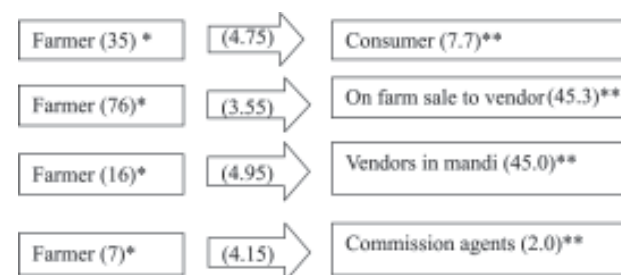 Farmer (35) * (4.75) Consumer (7.7)**
Farmer (76)* (3.55) On farm sale to vendor(45.3)**
Farmer (16)* (4.95) Vendors in mandi (45.0)**
Farmer (7)* (4.15) Commission agents (2.0)**